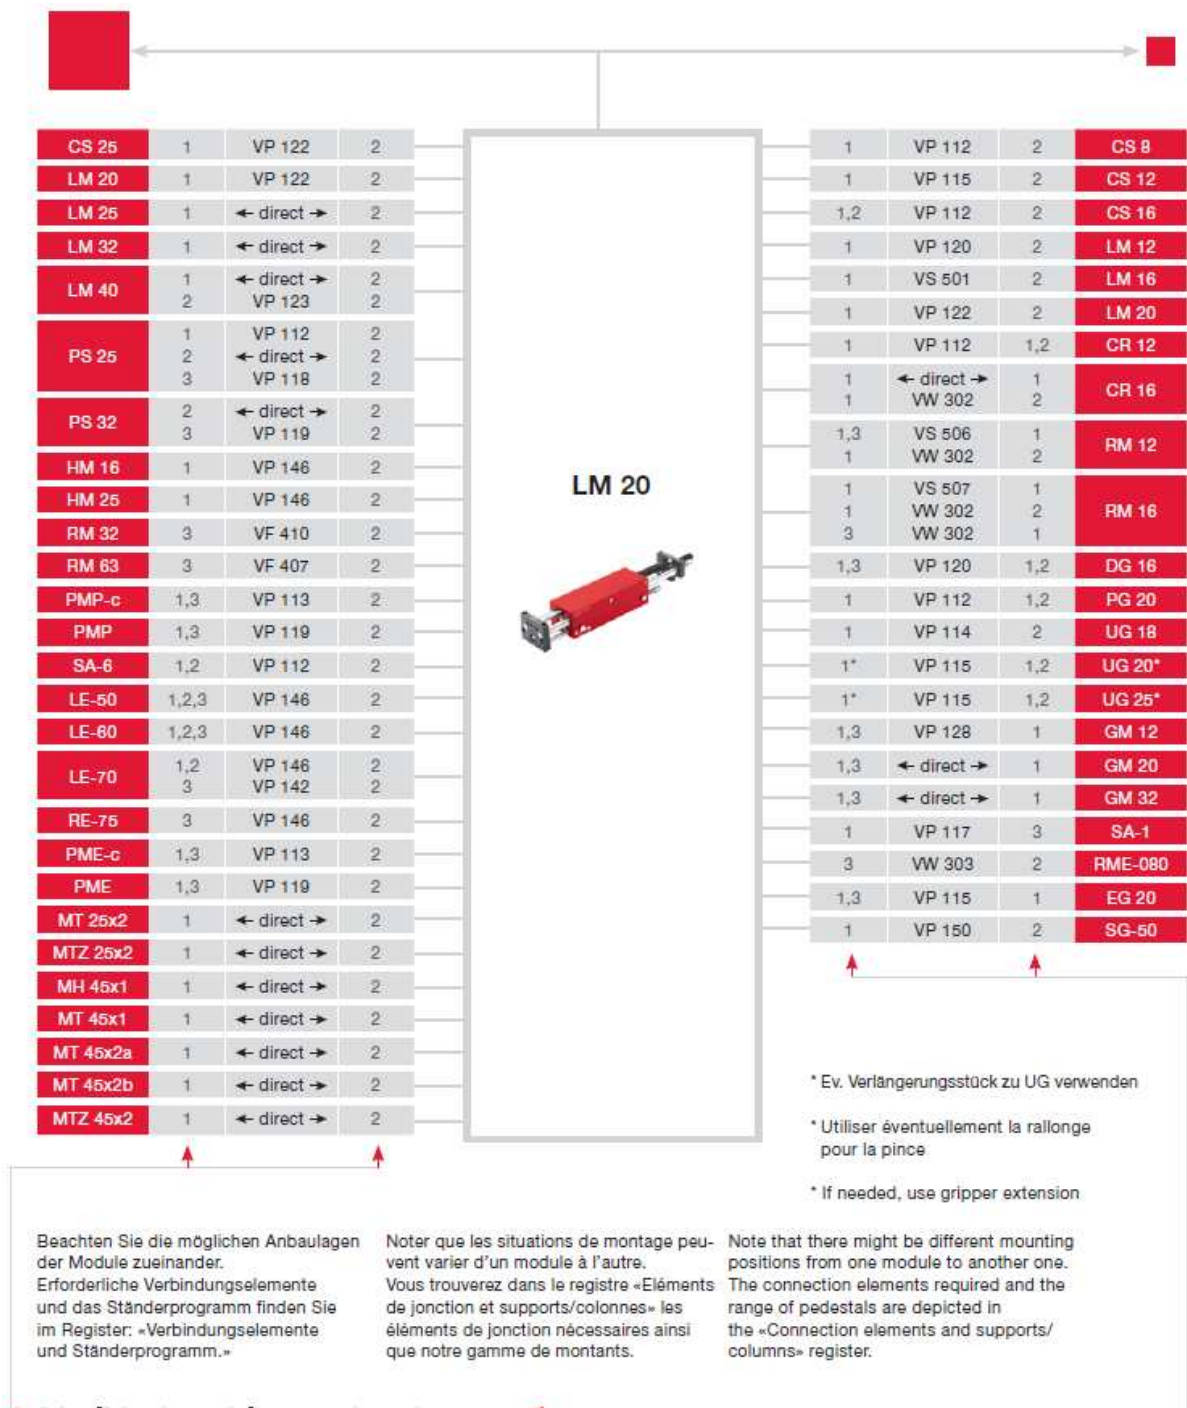 CS 25 1 VP 122 2
LM 20 1 VP 122 2
LM 25 1 ← direct → 2
LM 32 1 ← direct → 2
LM 40 1 ← direct → 2
2 VP 123 2
PS 25 1 VP 112 2
2 ← direct → 2
3 VP 118 2
PS 32 2 ← direct → 2
3 VP 119 2
HM 16 1 VP 146 2
HM 25 1 VP 146 2
RM 32 3 VF 410 2
RM 63 3 VF 407 2
PMP-c 1,3 VP 113 2
PMP 1,3 VP 119 2
SA-6 1,2 VP 112 2
LE-50 1,2,3 VP 146 2
LE-60 1,2,3 VP 146 2
LE-70 1,2 VP 146 2
3 VP 142 2
RE-75 3 VP 146 2
PME-c 1,3 VP 113 2
PME 1,3 VP 119 2
MT 25x2 1 ← direct → 2
MTZ 25x2 1 ← direct → 2
MH 45x1 1 ← direct → 2
MT 45x1 1 ← direct → 2
MT 45x2a 1 ← direct → 2
MT 45x2b 1 ← direct → 2
MTZ 45x2 1 ← direct → 2
LM 20
1 VP 112 2 CS 8
1 VP 115 2 CS 12
1,2 VP 112 2 CS 16
1 VP 120 2 LM 12
1 VS 501 2 LM 16
1 VP 122 2 LM 20
1 VP 112 1,2 CR 12
1 ← direct → 1 CR 16
1 VW 302 2
1,3 VS 506 1 RM 12
1 VW 302 2
1 VS 507 1
1 VW 302 2 RM 16
3 VW 302 1
1,3 VP 120 1,2 DG 16
1 VP 112 1,2 PG 20
1 VP 114 2 UG 18
1* VP 115 1,2 UG 20*
1* VP 115 1,2 UG 25*
1,3 VP 128 1 GM 12
1,3 ← direct → 1 GM 20
1,3 ← direct → 1 GM 32
1 VP 117 3 SA-1
3 VW 303 2 RME-080
1,3 VP 115 1 EG 20
1 VP 150 2 SG-50
* Ev. Verlängerungsstück zu UG verwenden
* Utiliser éventuellement la rallonge
pour la pince
* If needed, use gripper extension
Beachten Sie die möglichen Anbaulagen
der Module zueinander.
Erforderliche Verbindungselemente
und das Ständerprogramm finden Sie
im Register: «Verbindungselemente
und Ständerprogramm.»
Noter que les situations de montage peu-
vent varier d'un module à l'autre.
Vous trouverez dans le registre «Eléments
de jonction et supports/colonnes» les
éléments de jonction nécessaires ainsi
que notre gamme de montants.
Note that there might be different mounting
positions from one module to another one.
The connection elements required and the
range of pedestals are depicted in
the «Connection elements and supports/
columns» register.